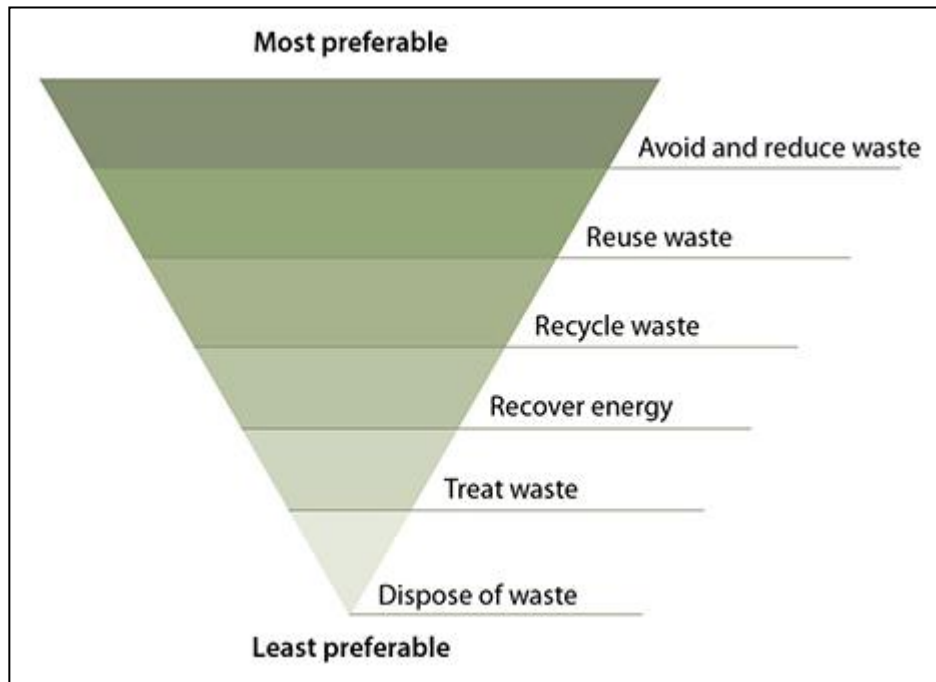 Most preferable
Avoid and reduce waste
Reuse waste
Recycle waste
Recover energy
Treat waste
Dispose of waste
Least preferable